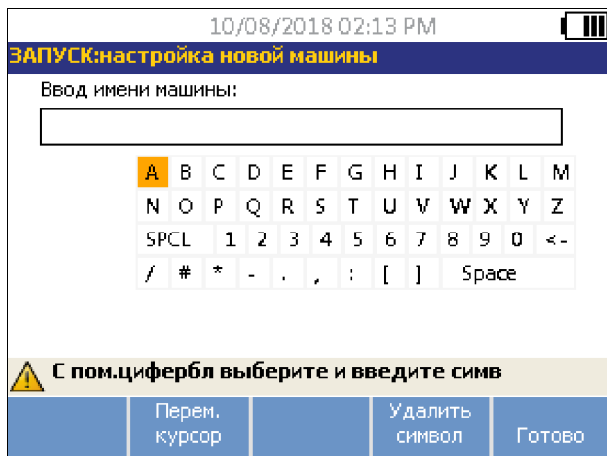 10/08/2018 02:13 PM
ЗАПУСК:настройка новой машины
Ввод имени машины:
A B C D E F G H I J K L M
N O P Q R S T U V W X Y Z
SPCL 1 2 3 4 5 6 7 8 9 0 <-
/ # * - . , : [ ] Space
С пом.цифербл выберите и введите симв
Перем.
курсор
Удалить
символ
Готово